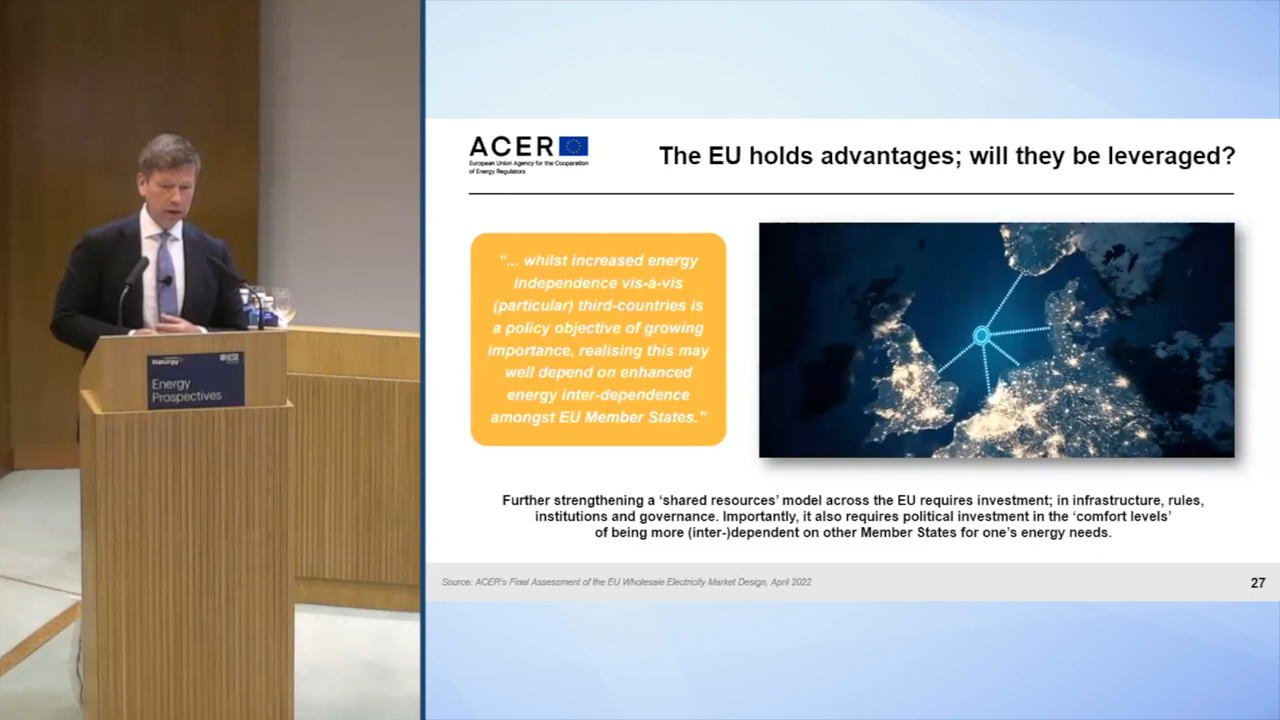 Naturgy
IESE
Energy
Prospectives
ACER
European Union Agency for the Cooperation
of Energy Regulators
The EU holds advantages; will they be leveraged?
“... whilst increased energy
independence vis-à-vis
(particular) third-countries is
a policy objective of growing
importance, realising this may
well depend on enhanced
energy inter-dependence
amongst EU Member States.”
Further strengthening a ‘shared resources’ model across the EU requires investment; in infrastructure, rules,
institutions and governance. Importantly, it also requires political investment in the ‘comfort levels’
of being more (inter-)dependent on other Member States for one’s energy needs.
Source: ACER's Final Assessment of the EU Wholesale Electricity Market Design, April 2022
27